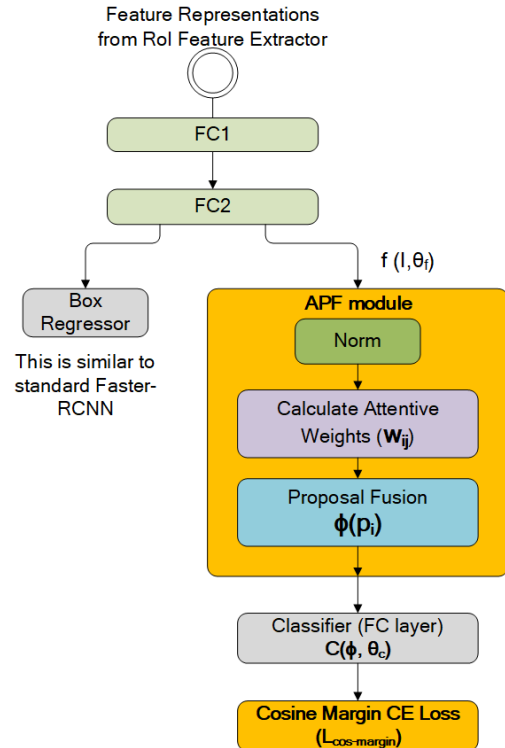 Feature Representations
from RoI Feature Extractor
FC1
FC2
f (I,θf)
Box
Regressor
This is similar to
standard Faster-
RCNN
APF module
Norm
Calculate Attentive
Weights (Wij)
Proposal Fusion
ϕ(pi)
Classifier (FC layer)
C(ϕ, θc)
Cosine Margin CE Loss
(Lcos-margin)